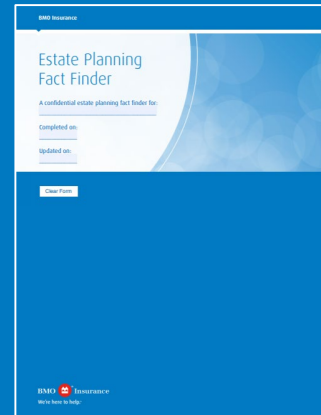 BMO Insurance
Estate Planning
Fact Finder
A confidential estate planning fact finder for:
Completed on:
Updated on:
Clear Form
BMO Insurance
We're here to help.